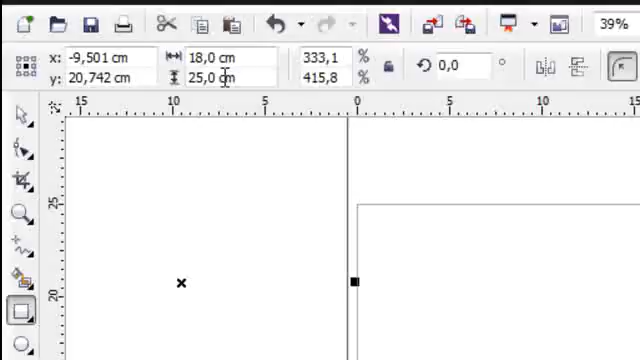 39%
x: -9,501 cm 18,0 cm 333,1 % 0,0 °
y: 20,742 cm 25,0 cm 415,8 %
15 10 5 0 5 10 15
25
20